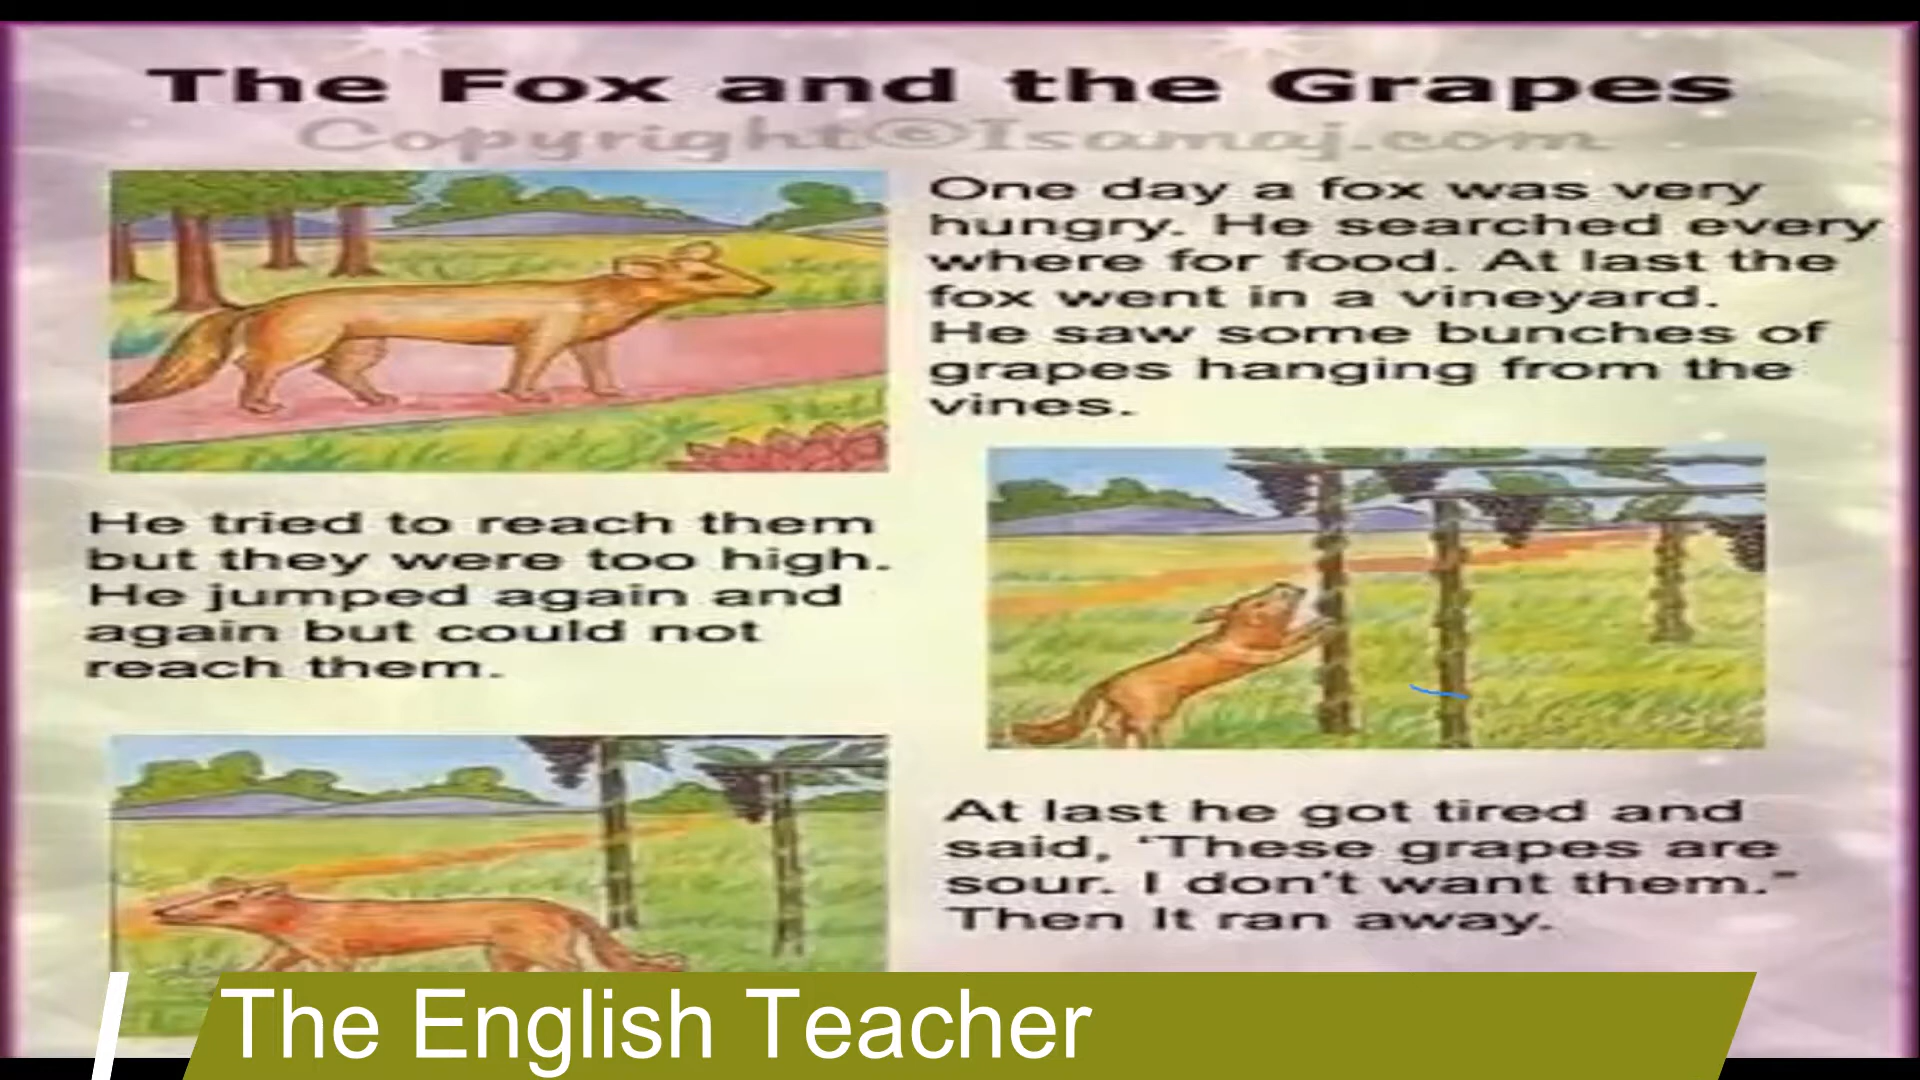 The Fox and the Grapes
Copyright©Isamaj.com
One day a fox was very
hungry. He searched every
where for food. At last the
fox went in a vineyard.
He saw some bunches of
grapes hanging from the
vines.
He tried to reach them
but they were too high.
He jumped again and
again but could not
reach them.
At last he got tired and
said, 'These grapes are
sour. I don't want them."
Then It ran away.
The English Teacher